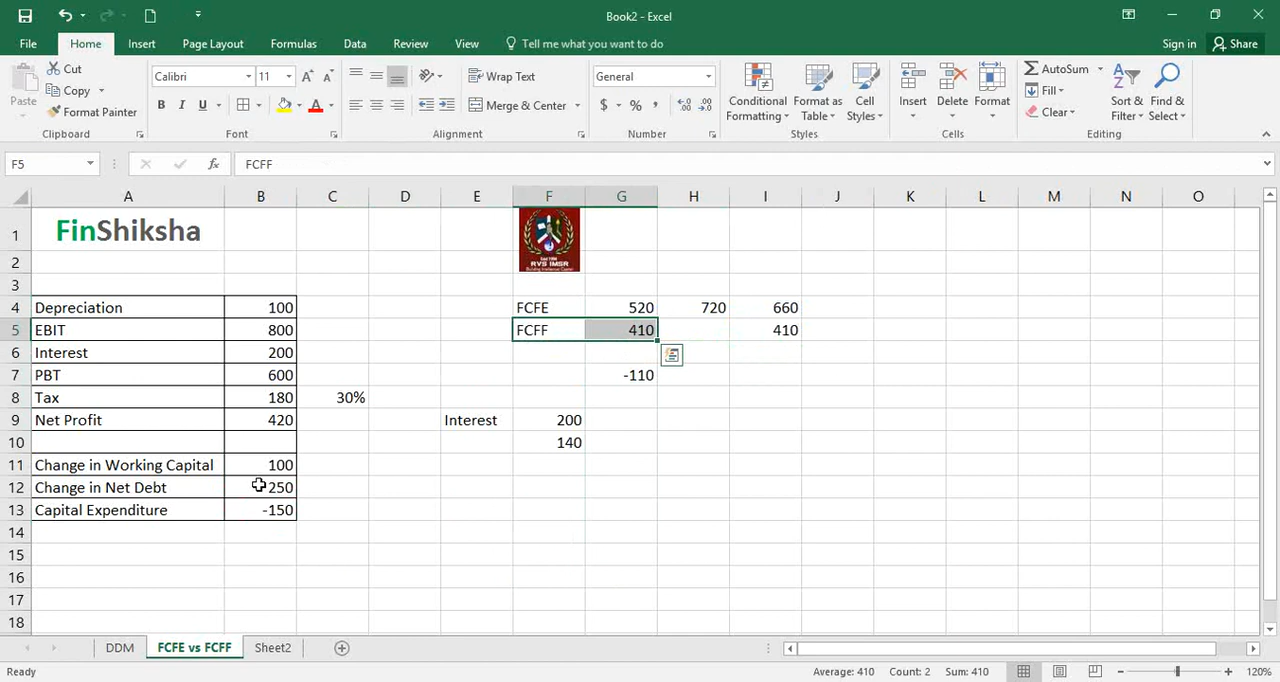 Book2 - Excel
File Home Insert Page Layout Formulas Data Review View Tell me what you want to do Sign in Share
Cut
Copy
Format Painter
Paste
Clipboard
Calibri 11
B I U
Font
Wrap Text
Merge & Center
Alignment
General
$ % ,
Number
Conditional Formatting
Format as Table
Cell Styles
Styles
Insert Delete Format
Cells
AutoSum
Fill
Clear
Sort & Filter
Find & Select
Editing
F5 fx FCFF
A B C D E F G H I J K L M N O
1 FinShiksha
RVS IMSR
2
3
4 Depreciation 100 FCFE 520 720 660
5 EBIT 800 FCFF 410 410
6 Interest 200
7 PBT 600 -110
8 Tax 180 30%
9 Net Profit 420 Interest 200
10 140
11 Change in Working Capital 100
12 Change in Net Debt 250
13 Capital Expenditure -150
14
15
16
17
18
DDM FCFE vs FCFF Sheet2
Ready Average: 410 Count: 2 Sum: 410 120%